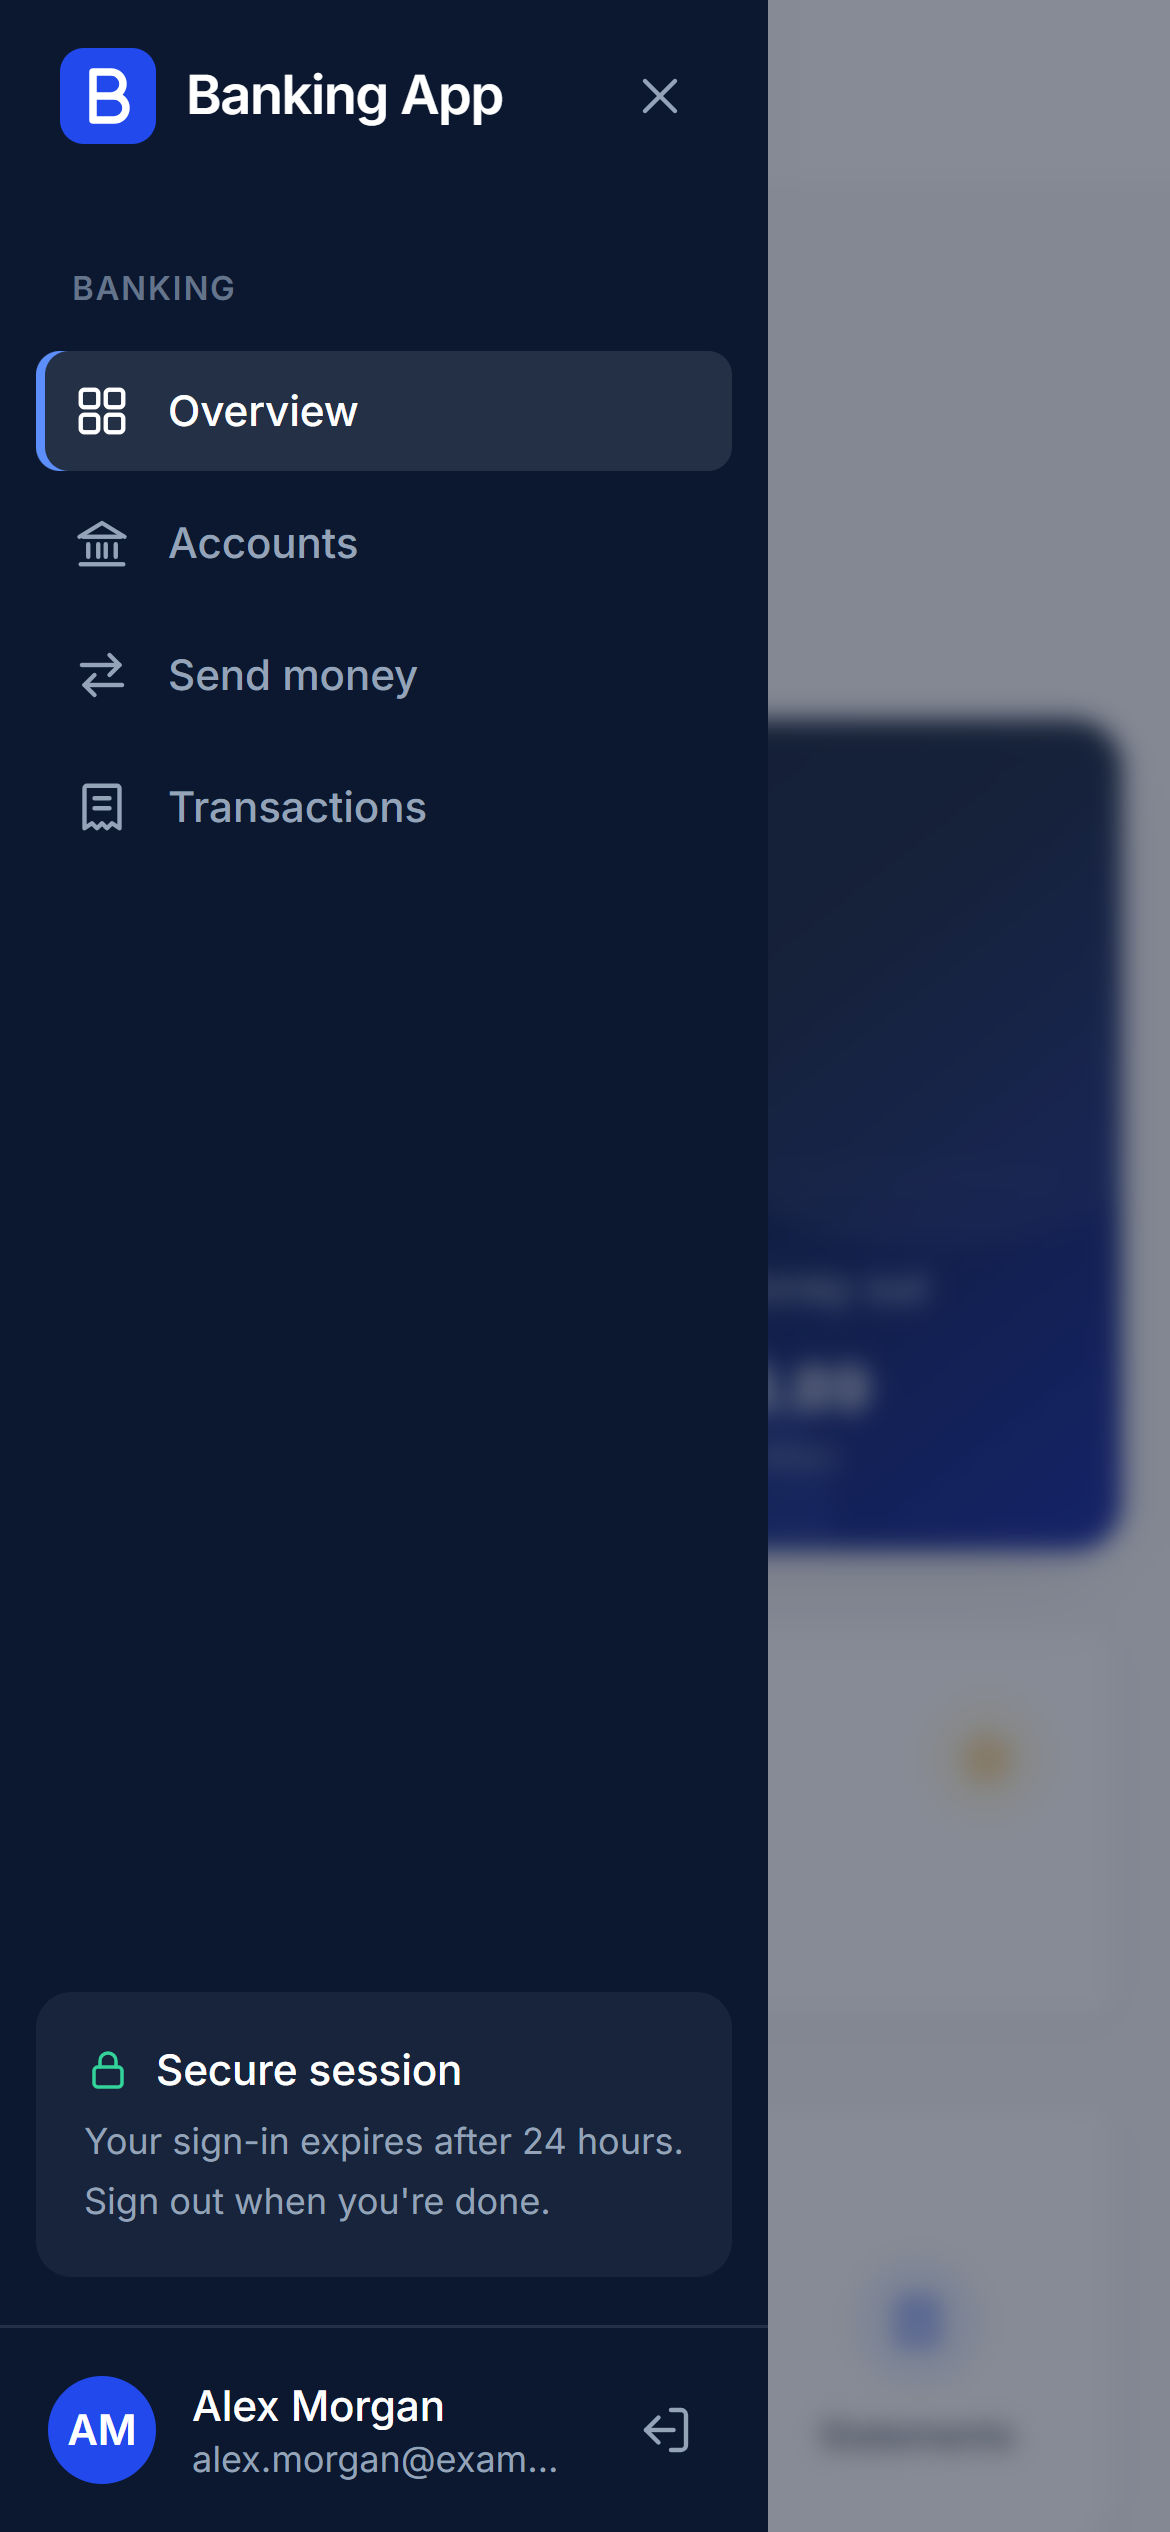 B Banking App
BANKING
Overview
Accounts
Send money
Transactions
Secure session
Your sign-in expires after 24 hours.
Sign out when you're done.
AM
Alex Morgan
alex.morgan@exam...